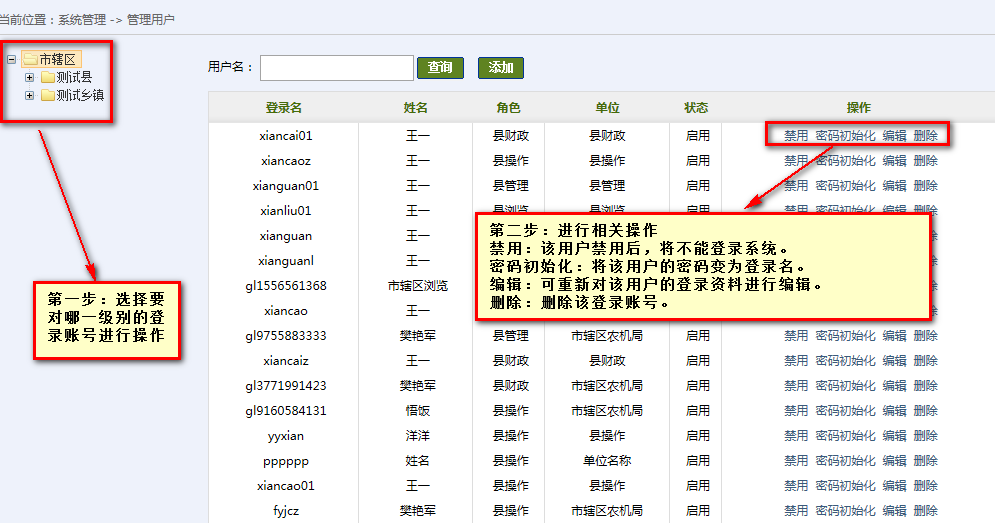 当前位置：系统管理 -> 管理用户
市辖区
测试县
测试乡镇
用户名： 查询 添加
登录名 姓名 角色 单位 状态 操作
xiancai01 王一 县财政 县财政 启用 禁用 密码初始化 编辑 删除
xiancaoz 王一 县操作 县操作 启用 禁用 密码初始化 编辑 删除
xianguan01 王一 县管理 县管理 启用 禁用 密码初始化 编辑 删除
xianliu01 王一 县浏览 县浏览 启用 禁用 密码初始化 编辑 删除
xianguan 王一
xianguanl 王一
gl1556561368 市辖区浏览
xiancao 王一
第二步：进行相关操作
禁用：该用户禁用后，将不能登录系统。
密码初始化：将该用户的密码变为登录名。
编辑：可重新对该用户的登录资料进行编辑。
删除：删除该登录账号。
第一步：选择要
对哪一级别的登
录账号进行操作
gl9755883333 樊艳军 县管理 市辖区农机局 启用 禁用 密码初始化 编辑 删除
xiancaiz 王一 县财政 县财政 启用 禁用 密码初始化 编辑 删除
gl3771991423 樊艳军 县财政 市辖区农机局 启用 禁用 密码初始化 编辑 删除
gl9160584131 悟饭 县操作 市辖区农机局 启用 禁用 密码初始化 编辑 删除
yyxian 洋洋 县操作 县操作 启用 禁用 密码初始化 编辑 删除
pppppp 姓名 县操作 单位名称 启用 禁用 密码初始化 编辑 删除
xiancao01 王一 县操作 县操作 启用 禁用 密码初始化 编辑 删除
fyjcz 樊艳军 县操作 市辖区农机局 启用 禁用 密码初始化 编辑 删除